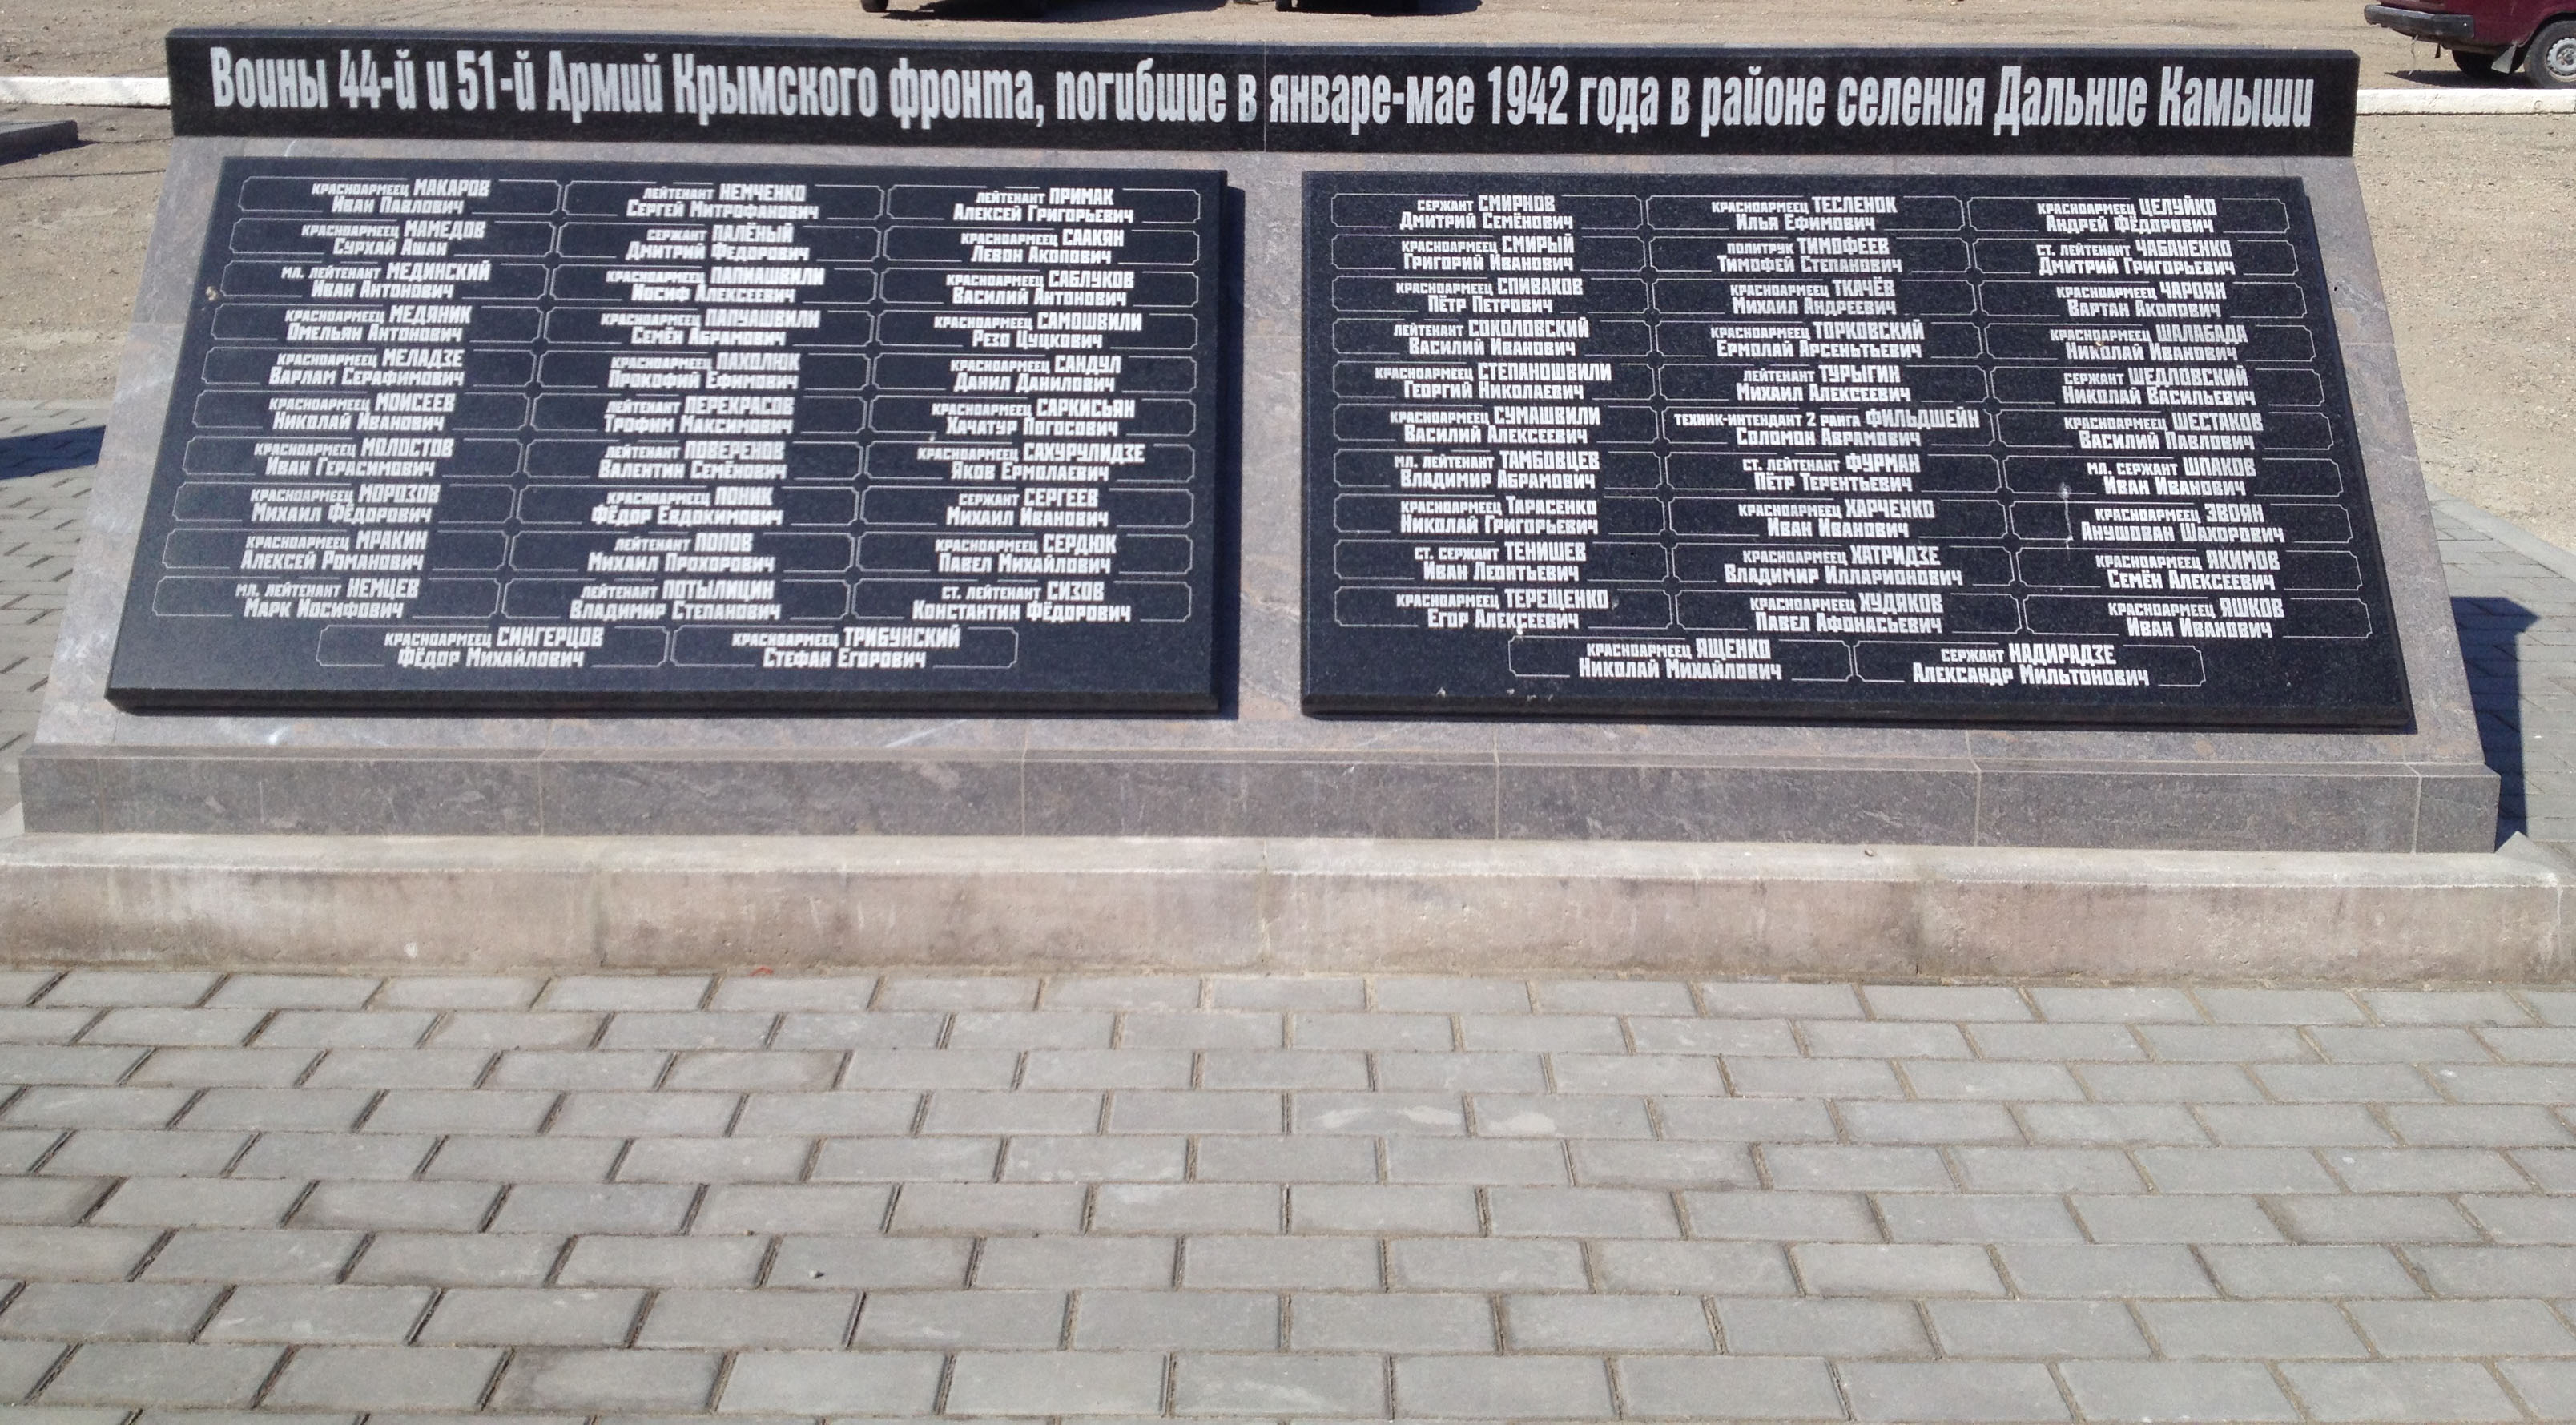 Воины 44-й и 51-й Армий Крымского фронта, погибшие в январе-мае 1942 года в районе селения Дальние Камыши
КРАСНОАРМЕЕЦ МАКАРОВ
ИВАН ПАВЛОВИЧ
КРАСНОАРМЕЕЦ МАМЕДОВ
СУРХАЙ АШАН
МЛ. ЛЕЙТЕНАНТ МЕДИНСКИЙ
ИВАН АНТОНОВИЧ
КРАСНОАРМЕЕЦ МЕДЯНИК
ОМЕЛЬЯН АНТОНОВИЧ
КРАСНОАРМЕЕЦ МЕЛАДЗЕ
ВАРЛАМ СЕРАФИМОВИЧ
КРАСНОАРМЕЕЦ МОИСЕЕВ
НИКОЛАЙ ИВАНОВИЧ
КРАСНОАРМЕЕЦ МОЛОСТОВ
ИВАН ГЕРАСИМОВИЧ
КРАСНОАРМЕЕЦ МОРОЗОВ
МИХАИЛ ФЁДОРОВИЧ
КРАСНОАРМЕЕЦ МРАКИН
АЛЕКСЕЙ РОМАНОВИЧ
МЛ. ЛЕЙТЕНАНТ НЕМЦЕВ
МАРК ИОСИФОВИЧ
ЛЕЙТЕНАНТ НЕМЧЕНКО
СЕРГЕЙ МИТРОФАНОВИЧ
СЕРЖАНТ ПАЛЁНЫЙ
ДМИТРИЙ ФЕДОРОВИЧ
КРАСНОАРМЕЕЦ ПАПИАШВИЛИ
ИОСИФ АЛЕКСЕЕВИЧ
КРАСНОАРМЕЕЦ ПАПУАШВИЛИ
СЕМЁН АБРАМОВИЧ
КРАСНОАРМЕЕЦ ПАХОЛЮК
ПРОКОФИЙ ЕФИМОВИЧ
ЛЕЙТЕНАНТ ПЕРЕКРАСОВ
ТРОФИМ МАКСИМОВИЧ
ЛЕЙТЕНАНТ ПОВЕРЕНОВ
ВАЛЕНТИН СЕМЁНОВИЧ
КРАСНОАРМЕЕЦ ПОНИК
ФЁДОР ЕВДОКИМОВИЧ
ЛЕЙТЕНАНТ ПОПОВ
МИХАИЛ ПРОХОРОВИЧ
ЛЕЙТЕНАНТ ПОТЫЛИЦИН
ВЛАДИМИР СТЕПАНОВИЧ
ЛЕЙТЕНАНТ ПРИМАК
АЛЕКСЕЙ ГРИГОРЬЕВИЧ
КРАСНОАРМЕЕЦ СААКЯН
ЛЕВОН АКОПОВИЧ
КРАСНОАРМЕЕЦ САБЛУКОВ
ВАСИЛИЙ АНТОНОВИЧ
КРАСНОАРМЕЕЦ САМОШВИЛИ
РЕЗО ЦУЦКОВИЧ
КРАСНОАРМЕЕЦ САНДУЛ
ДАНИЛ ДАНИЛОВИЧ
КРАСНОАРМЕЕЦ САРКИСЬЯН
ХАЧАТУР ПОГОСОВИЧ
КРАСНОАРМЕЕЦ САХУРУЛИДЗЕ
ЯКОВ ЕРМОЛАЕВИЧ
СЕРЖАНТ СЕРГЕЕВ
МИХАИЛ ИВАНОВИЧ
КРАСНОАРМЕЕЦ СЕРДЮК
ПАВЕЛ МИХАЙЛОВИЧ
СТ. ЛЕЙТЕНАНТ СИЗОВ
КОНСТАНТИН ФЁДОРОВИЧ
КРАСНОАРМЕЕЦ СИНГЕРЦОВ
ФЁДОР МИХАЙЛОВИЧ
КРАСНОАРМЕЕЦ ТРИБУНСКИЙ
СТЕФАН ЕГОРОВИЧ
СЕРЖАНТ СМИРНОВ
ДМИТРИЙ СЕМЁНОВИЧ
КРАСНОАРМЕЕЦ СМИРЫЙ
ГРИГОРИЙ ИВАНОВИЧ
КРАСНОАРМЕЕЦ СПИВАКОВ
ПЁТР ПЕТРОВИЧ
ЛЕЙТЕНАНТ СОКОЛОВСКИЙ
ВАСИЛИЙ ИВАНОВИЧ
КРАСНОАРМЕЕЦ СТЕПАНОШВИЛИ
ГЕОРГИЙ НИКОЛАЕВИЧ
КРАСНОАРМЕЕЦ СУМАШВИЛИ
ВАСИЛИЙ АЛЕКСЕЕВИЧ
МЛ. ЛЕЙТЕНАНТ ТАМБОВЦЕВ
ВЛАДИМИР АБРАМОВИЧ
КРАСНОАРМЕЕЦ ТАРАСЕНКО
НИКОЛАЙ ГРИГОРЬЕВИЧ
СТ. СЕРЖАНТ ТЕНИШЕВ
ИВАН ЛЕОНТЬЕВИЧ
КРАСНОАРМЕЕЦ ТЕРЕЩЕНКО
ЕГОР АЛЕКСЕЕВИЧ
КРАСНОАРМЕЕЦ ТЕСЛЕНОК
ИЛЬЯ ЕФИМОВИЧ
ПОЛИТРУК ТИМОФЕЕВ
ТИМОФЕЙ СТЕПАНОВИЧ
КРАСНОАРМЕЕЦ ТКАЧЁВ
МИХАИЛ АНДРЕЕВИЧ
КРАСНОАРМЕЕЦ ТОРКОВСКИЙ
ЕРМОЛАЙ АРСЕНЬТЬЕВИЧ
ЛЕЙТЕНАНТ ТУРЫГИН
МИХАИЛ АЛЕКСЕЕВИЧ
ТЕХНИК-ИНТЕНДАНТ 2 РАНГА ФИЛЬДШЕЙН
СОЛОМОН АВРАМОВИЧ
СТ. ЛЕЙТЕНАНТ ФУРМАН
ПЁТР ТЕРЕНТЬЕВИЧ
КРАСНОАРМЕЕЦ ХАРЧЕНКО
ИВАН ИВАНОВИЧ
КРАСНОАРМЕЕЦ ХАТРИДЗЕ
ВЛАДИМИР ИЛЛАРИОНОВИЧ
КРАСНОАРМЕЕЦ ХУДЯКОВ
ПАВЕЛ АФОНАСЬЕВИЧ
КРАСНОАРМЕЕЦ ЦЕЛУЙКО
АНДРЕЙ ФЁДОРОВИЧ
СТ. ЛЕЙТЕНАНТ ЧАБАНЕНКО
ДМИТРИЙ ГРИГОРЬЕВИЧ
КРАСНОАРМЕЕЦ ЧАРОЯН
ВАРТАН АКОПОВИЧ
КРАСНОАРМЕЕЦ ШАЛАБАДА
НИКОЛАЙ ИВАНОВИЧ
СЕРЖАНТ ШЕДЛОВСКИЙ
НИКОЛАЙ ВАСИЛЬЕВИЧ
КРАСНОАРМЕЕЦ ШЕСТАКОВ
ВАСИЛИЙ ПАВЛОВИЧ
МЛ. СЕРЖАНТ ШПАКОВ
ИВАН ИВАНОВИЧ
КРАСНОАРМЕЕЦ ЭВОЯН
АНУШОВАН ШАХОРОВИЧ
КРАСНОАРМЕЕЦ ЯКИМОВ
СЕМЁН АЛЕКСЕЕВИЧ
КРАСНОАРМЕЕЦ ЯШКОВ
ИВАН ИВАНОВИЧ
КРАСНОАРМЕЕЦ ЯЩЕНКО
НИКОЛАЙ МИХАЙЛОВИЧ
СЕРЖАНТ НАДИРАДЗЕ
АЛЕКСАНДР МИЛЬТОНОВИЧ